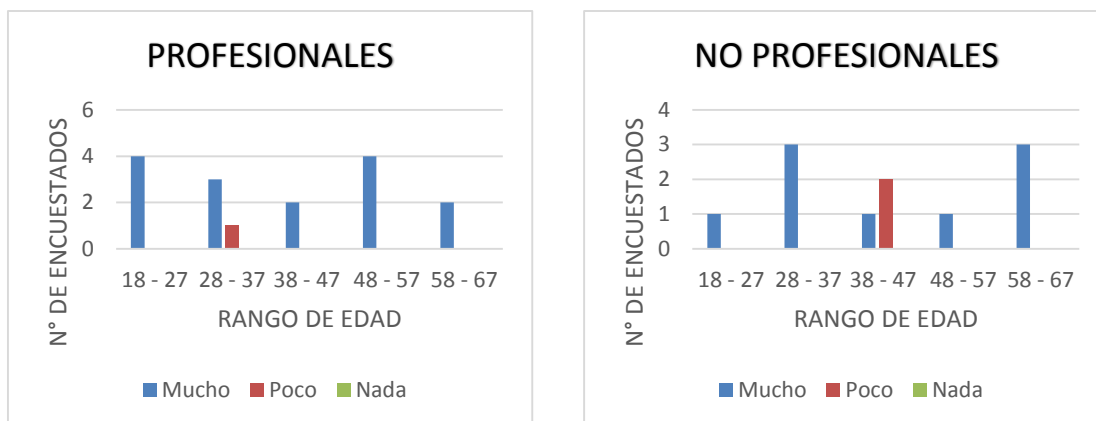 PROFESIONALES
N° DE ENCUESTADOS
6
4
2
0
18 - 27 28 - 37 38 - 47 48 - 57 58 - 67
RANGO DE EDAD
Mucho Poco Nada
NO PROFESIONALES
N° DE ENCUESTADOS
4
3
2
1
0
18 - 27 28 - 37 38 - 47 48 - 57 58 - 67
RANGO DE EDAD
Mucho Poco Nada